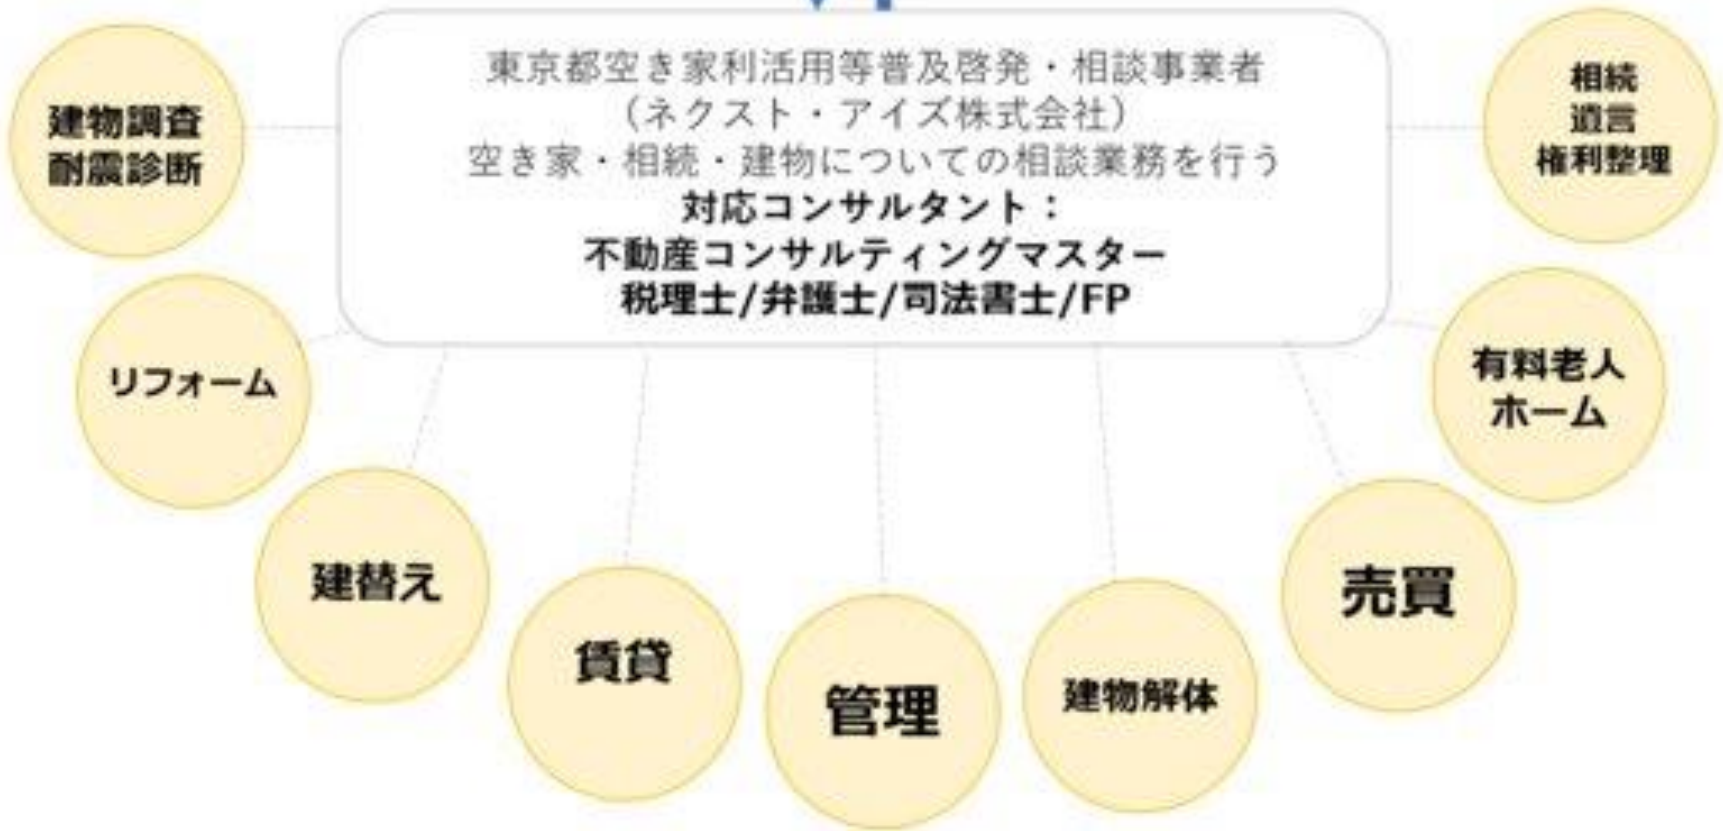 東京都空き家利活用等普及啓発・相談事業者
（ネクスト・アイズ株式会社）
空き家・相続・建物についての相談業務を行う
対応コンサルタント：
不動産コンサルティングマスター
税理士/弁護士/司法書士/FP
建物調査
耐震診断
リフォーム
建替え
賃貸
管理
建物解体
売買
有料老人
ホーム
相続
遺言
権利整理